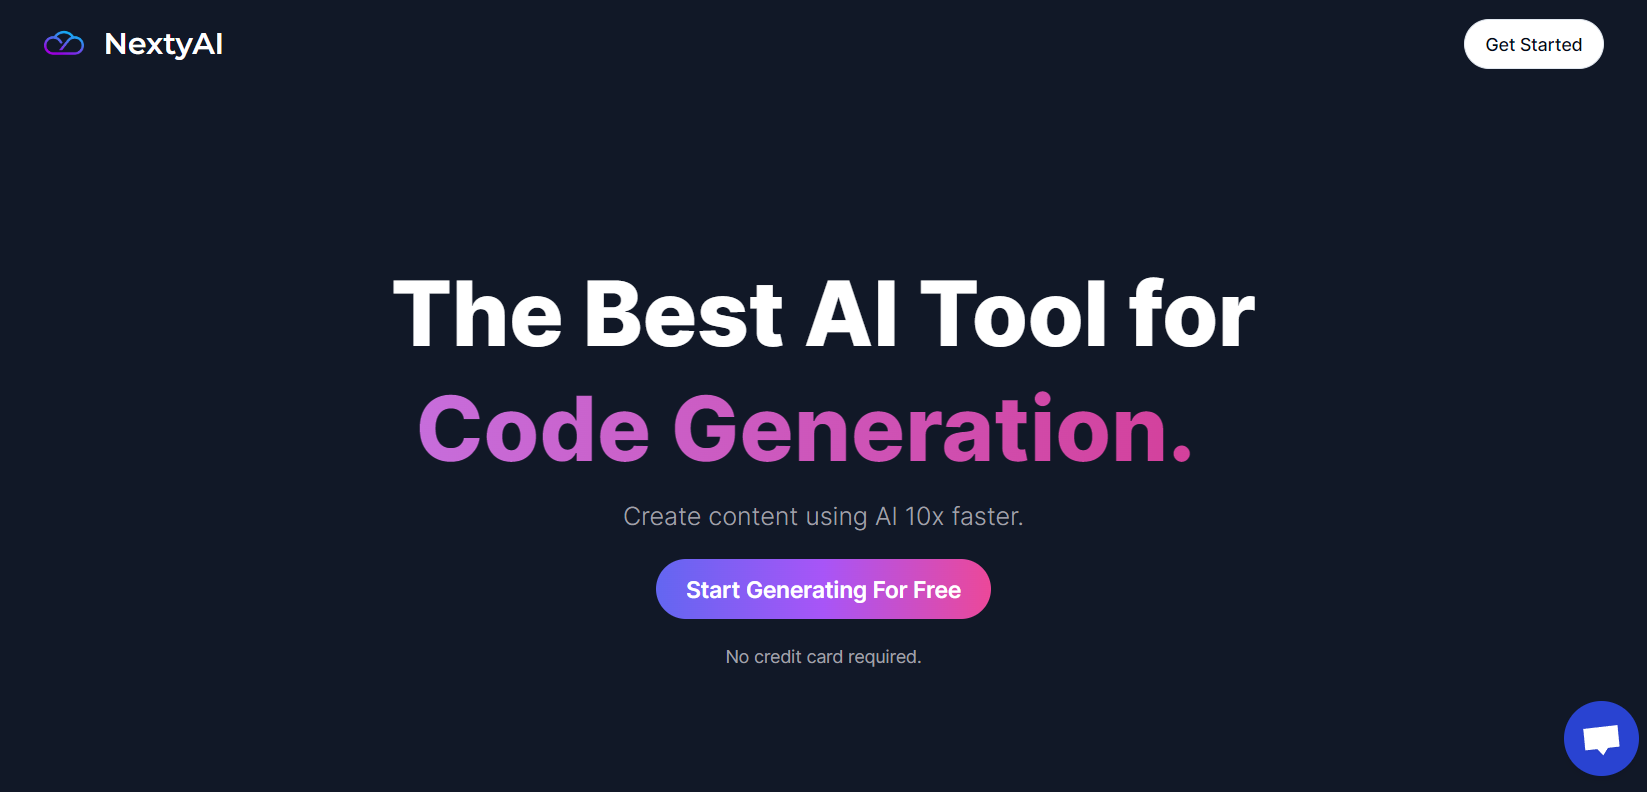 NextyAI
Get Started
The Best AI Tool for
Code Generation.
Create content using AI 10x faster.
Start Generating For Free
No credit card required.